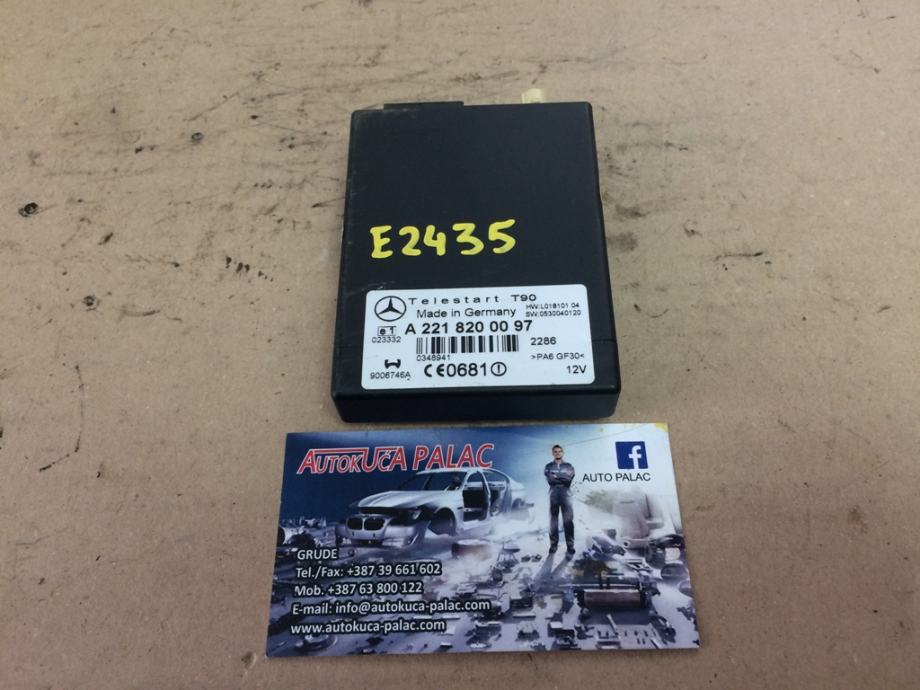 E2435
Telestart T90
HW:L018101 04
Made in Germany
SW:0530040120
A 221 820 00 97
e1
023332
0348941
2286
>PA6 GF30<
9006746A
CE0681
12V
AUTOKUĆA PALAC
f
AUTO PALAC
GRUDE
Tel./Fax: +387 39 661 602
Mob. +387 63 800 122
E-mail: info@autokuca-palac.com
www.autokuca-palac.com